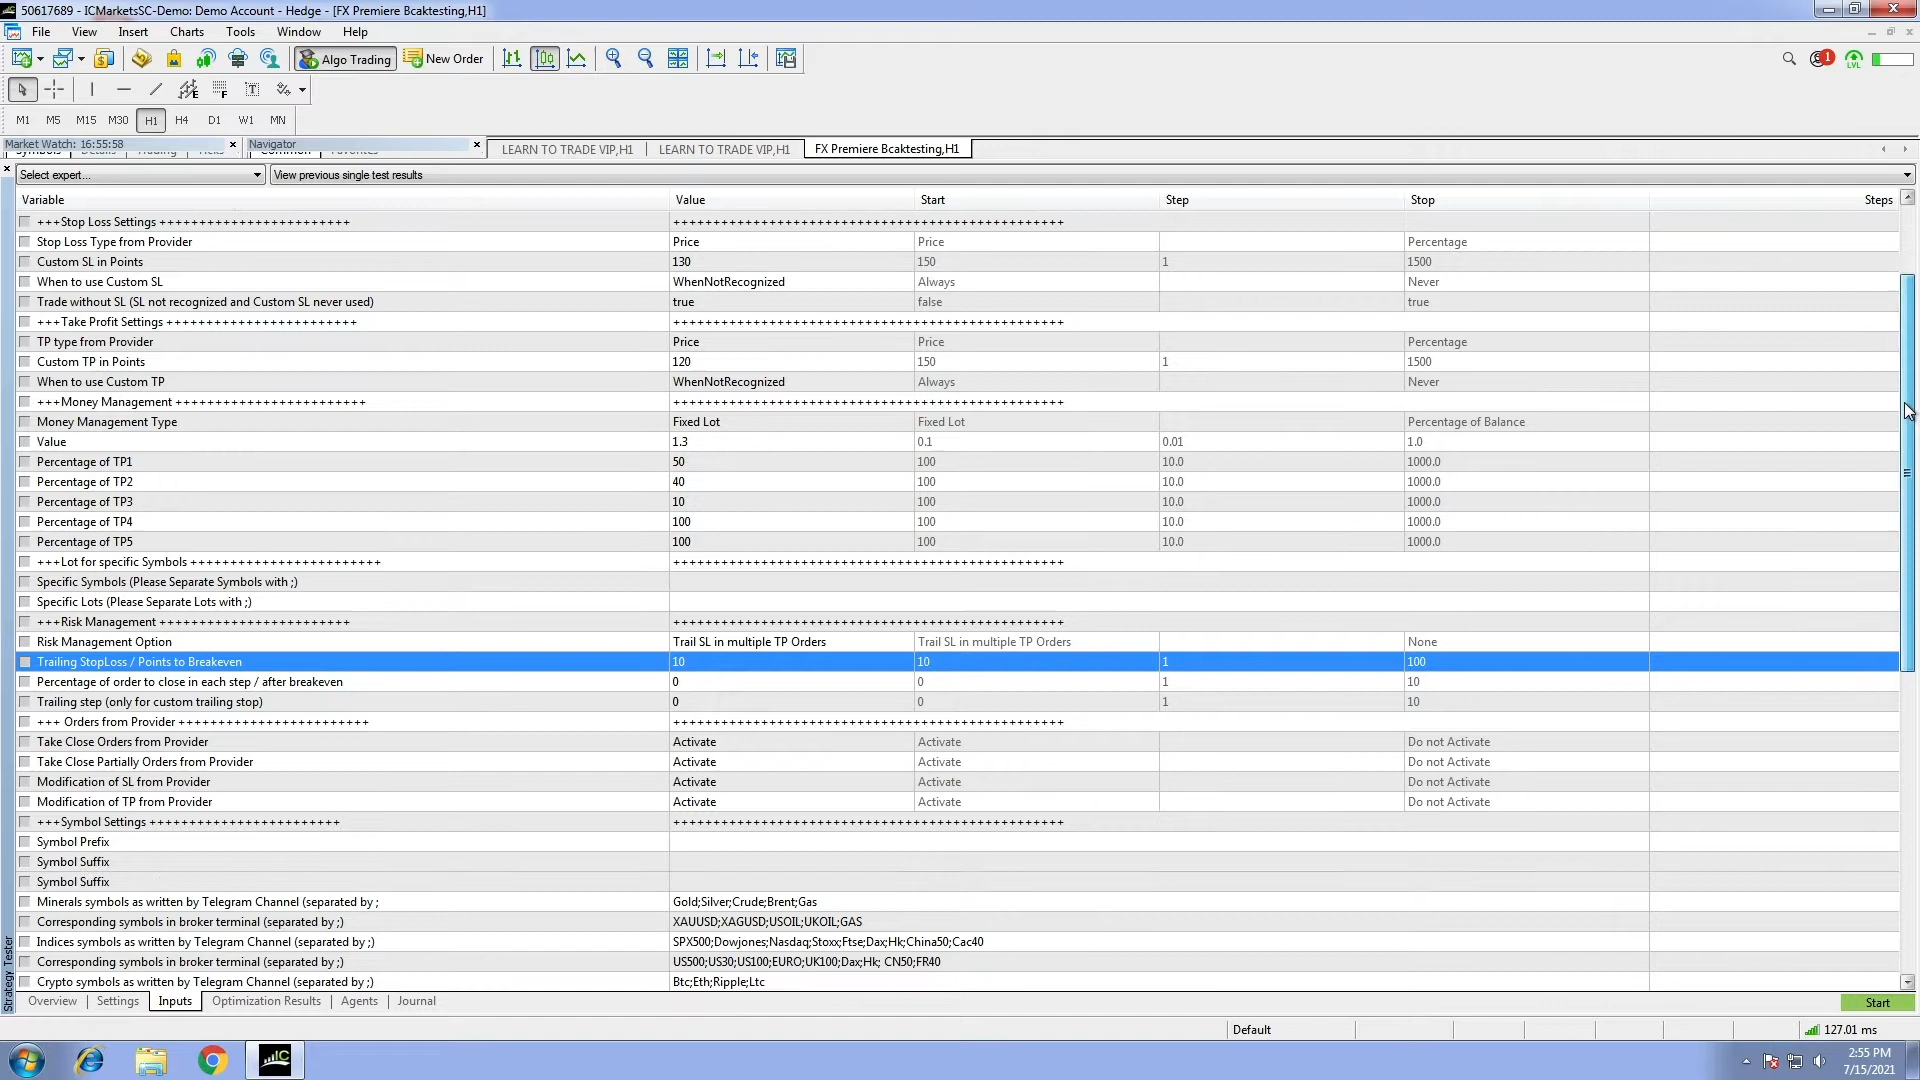 50617689 - ICMarketsSC-Demo: Demo Account - Hedge - [FX Premiere Bcaktesting,H1]
File View Insert Charts Tools Window Help
Algo Trading New Order 1 LVL
E F T
M1 M5 M15 M30 H1 H4 D1 W1 MN
Market Watch: 16:55:58 Navigator LEARN TO TRADE VIP,H1 LEARN TO TRADE VIP,H1 FX Premiere Bcaktesting,H1
Select expert... View previous single test results
Variable Value Start Step Stop Steps
+++Stop Loss Settings ++++++++++++++++++++++++ +++++++++++++++++++++++++++++++++++++++++++++++++
Stop Loss Type from Provider Price Price Percentage
Custom SL in Points 130 150 1 1500
When to use Custom SL WhenNotRecognized Always Never
Trade without SL (SL not recognized and Custom SL never used) true false true
+++Take Profit Settings ++++++++++++++++++++++++ +++++++++++++++++++++++++++++++++++++++++++++++++
TP type from Provider Price Price Percentage
Custom TP in Points 120 150 1 1500
When to use Custom TP WhenNotRecognized Always Never
+++Money Management ++++++++++++++++++++++++ +++++++++++++++++++++++++++++++++++++++++++++++++
Money Management Type Fixed Lot Fixed Lot Percentage of Balance
Value 1.3 0.1 0.01 1.0
Percentage of TP1 50 100 10.0 1000.0
Percentage of TP2 40 100 10.0 1000.0
Percentage of TP3 10 100 10.0 1000.0
Percentage of TP4 100 100 10.0 1000.0
Percentage of TP5 100 100 10.0 1000.0
+++Lot for specific Symbols ++++++++++++++++++++++++ +++++++++++++++++++++++++++++++++++++++++++++++++
Specific Symbols (Please Separate Symbols with ;)
Specific Lots (Please Separate Lots with ;)
+++Risk Management ++++++++++++++++++++++++ +++++++++++++++++++++++++++++++++++++++++++++++++
Risk Management Option Trail SL in multiple TP Orders Trail SL in multiple TP Orders None
Trailing StopLoss / Points to Breakeven 10 10 1 100
Percentage of order to close in each step / after breakeven 0 0 1 10
Trailing step (only for custom trailing stop) 0 0 1 10
+++ Orders from Provider ++++++++++++++++++++++++ +++++++++++++++++++++++++++++++++++++++++++++++++
Take Close Orders from Provider Activate Activate Do not Activate
Take Close Partially Orders from Provider Activate Activate Do not Activate
Modification of SL from Provider Activate Activate Do not Activate
Modification of TP from Provider Activate Activate Do not Activate
+++Symbol Settings ++++++++++++++++++++++++ +++++++++++++++++++++++++++++++++++++++++++++++++
Symbol Prefix
Symbol Suffix
Symbol Suffix
Minerals symbols as written by Telegram Channel (separated by ; Gold;Silver;Crude;Brent;Gas
Corresponding symbols in broker terminal (separated by ;) XAUUSD;XAGUSD;USOIL;UKOIL;GAS
Indices symbols as written by Telegram Channel (separated by ;) SPX500;Dowjones;Nasdaq;Stoxx;Ftse;Dax;Hk;China50;Cac40
Corresponding symbols in broker terminal (separated by ;) US500;US30;US100;EURO;UK100;Dax;Hk; CN50;FR40
Crypto symbols as written by Telegram Channel (separated by ;) Btc;Eth;Ripple;Ltc
Strategy Tester
Overview Settings Inputs Optimization Results Agents Journal Start
Default 127.01 ms
IC
2:55 PM
7/15/2021